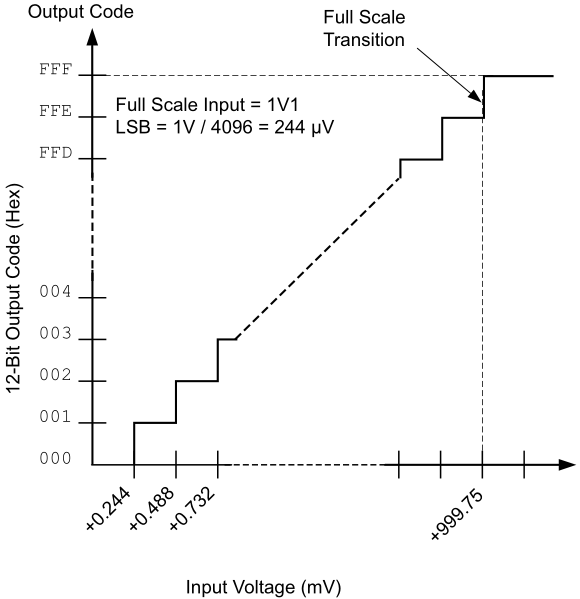 Output Code
Full Scale
Transition
FFF
FFE
FFD
Full Scale Input = 1V1
LSB = 1V / 4096 = 244 µV
12-Bit Output Code (Hex)
004
003
002
001
000
+0.244
+0.488
+0.732
+999.75
Input Voltage (mV)